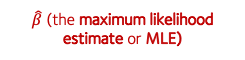 β̂ (the maximum likelihood
estimate or MLE)